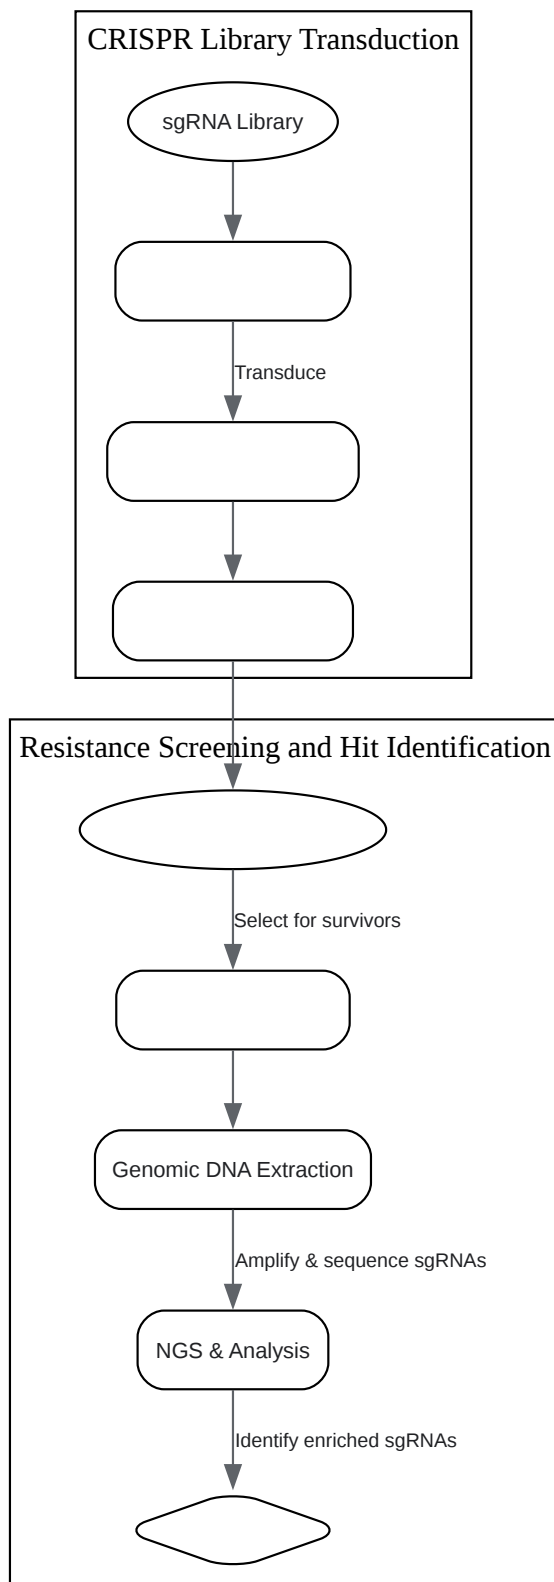 CRISPR Library Transduction
sgRNA Library
Transduce
Resistance Screening and Hit Identification
Select for survivors
Genomic DNA Extraction
Amplify & sequence sgRNAs
NGS & Analysis
Identify enriched sgRNAs